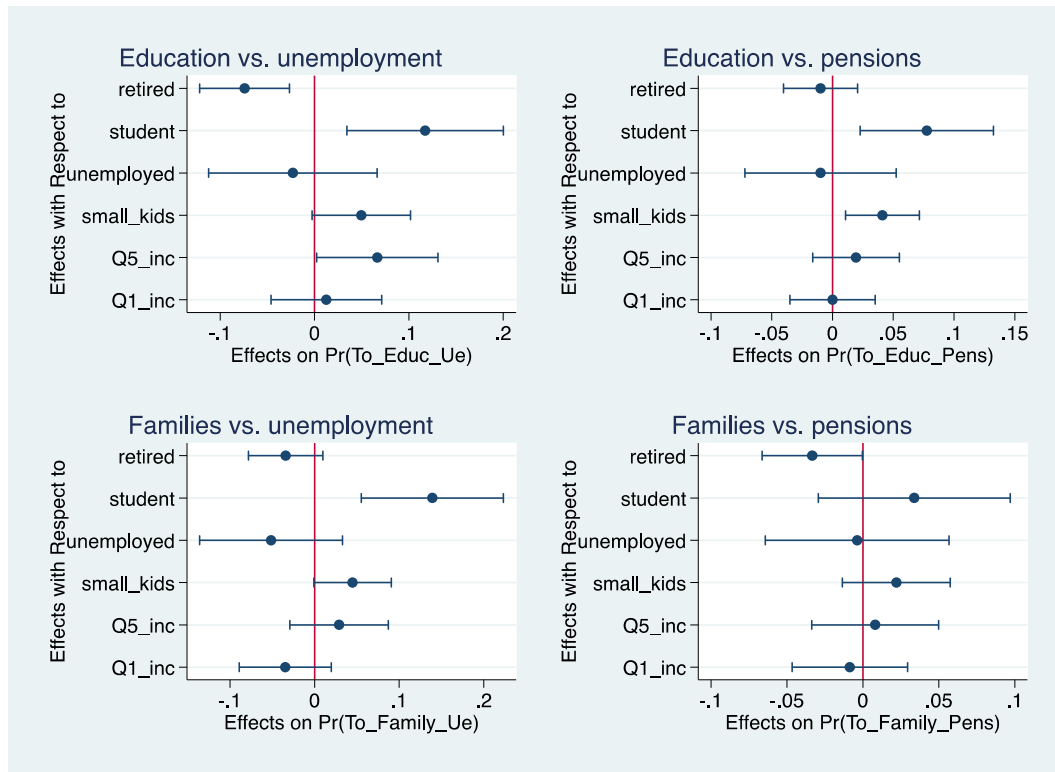 Education vs. unemployment
Effects with Respect to
retired
student
unemployed
small_kids
Q5_inc
Q1_inc
-.1 0 .1 .2
Effects on Pr(To_Educ_Ue)
Education vs. pensions
Effects with Respect to
retired
student
unemployed
small_kids
Q5_inc
Q1_inc
-.1 -.05 0 .05 .1 .15
Effects on Pr(To_Educ_Pens)
Families vs. unemployment
Effects with Respect to
retired
student
unemployed
small_kids
Q5_inc
Q1_inc
-.1 0 .1 .2
Effects on Pr(To_Family_Ue)
Families vs. pensions
Effects with Respect to
retired
student
unemployed
small_kids
Q5_inc
Q1_inc
-.1 -.05 0 .05 .1
Effects on Pr(To_Family_Pens)